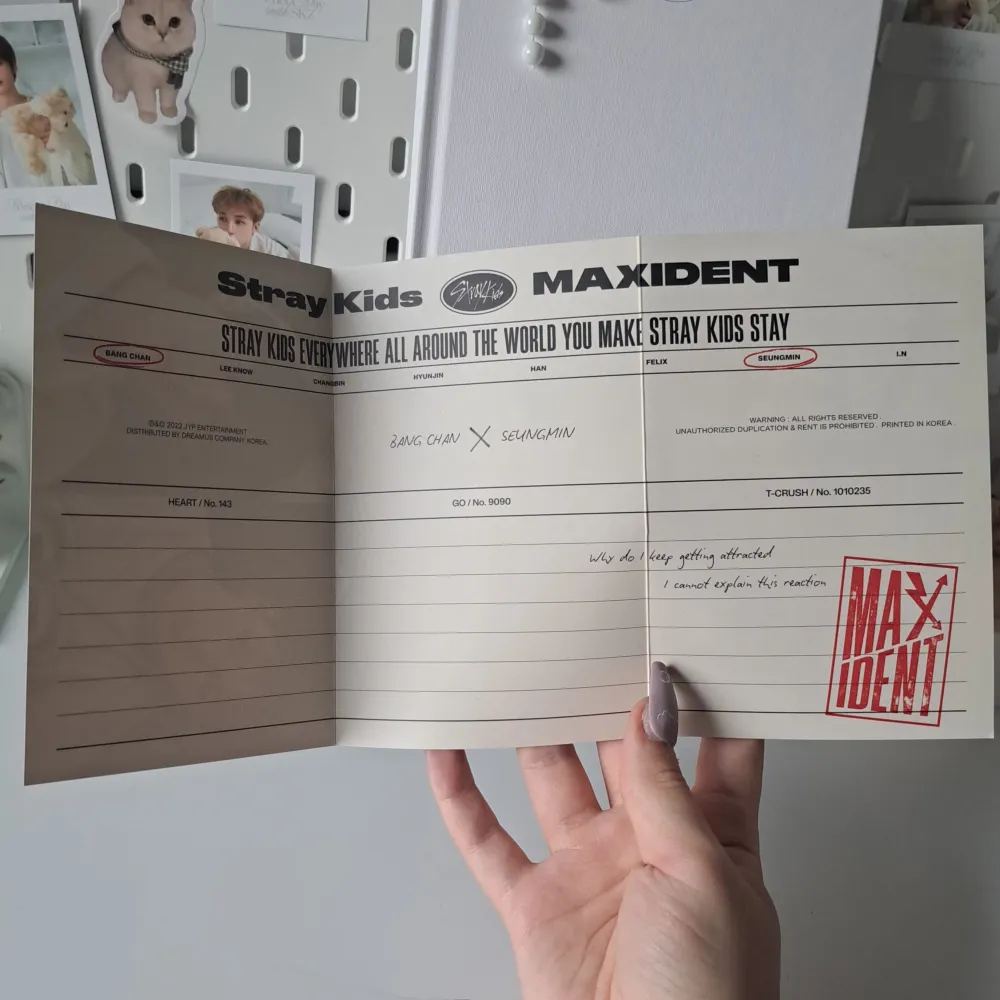 Stray Kids Stray Kids MAXIDENT
STRAY KIDS EVERYWHERE ALL AROUND THE WORLD YOU MAKE STRAY KIDS STAY
BANG CHAN LEE KNOW CHANGBIN HYUNJIN HAN FELIX SEUNGMIN I.N
℗&© 2022 JYP ENTERTAINMENT
DISTRIBUTED BY DREAMUS COMPANY KOREA.
BANG CHAN X SEUNGMIN
WARNING : ALL RIGHTS RESERVED .
UNAUTHORIZED DUPLICATION & RENT IS PROHIBITED . PRINTED IN KOREA .
HEART / No. 143 GO / No. 9090 T-CRUSH / No. 1010235
Why do I keep getting attracted
I cannot explain this reaction
MAX
IDENT